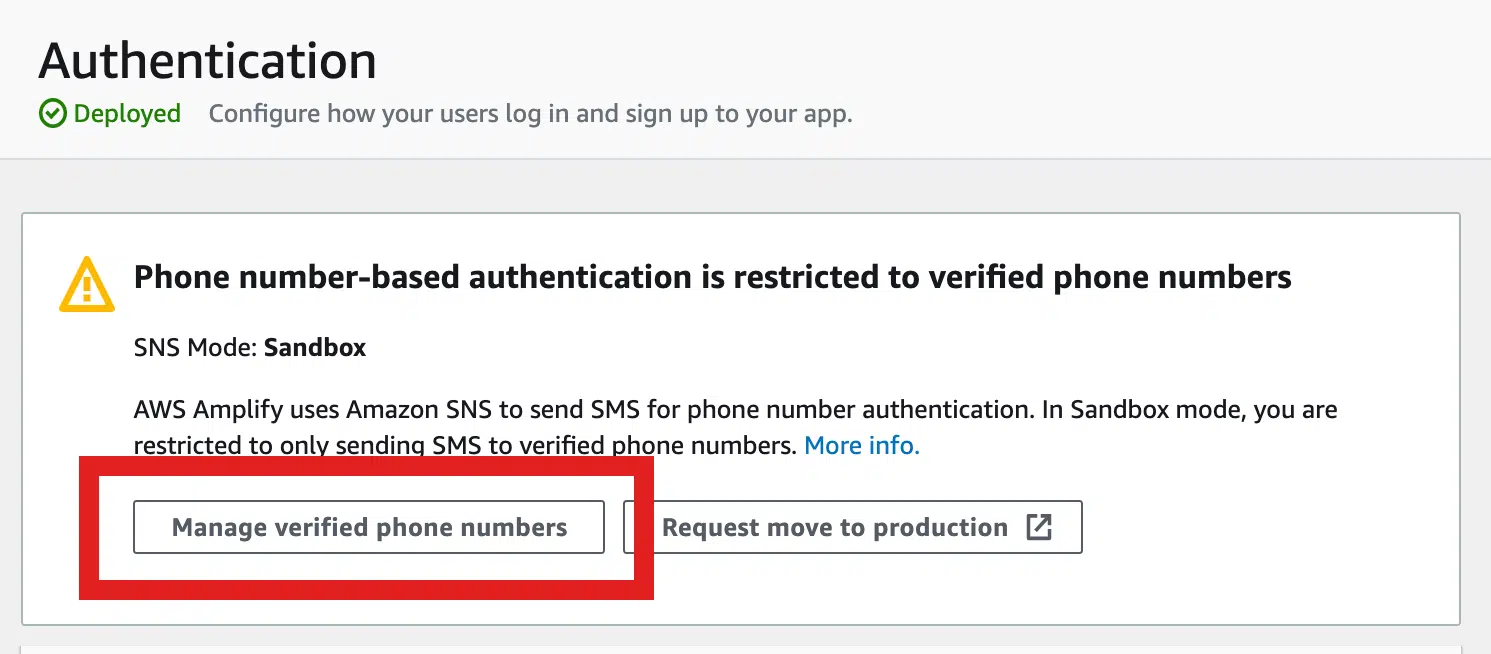 Authentication
Deployed Configure how your users log in and sign up to your app.
Phone number-based authentication is restricted to verified phone numbers
SNS Mode: Sandbox
AWS Amplify uses Amazon SNS to send SMS for phone number authentication. In Sandbox mode, you are
restricted to only sending SMS to verified phone numbers. More info.
Manage verified phone numbers Request move to production